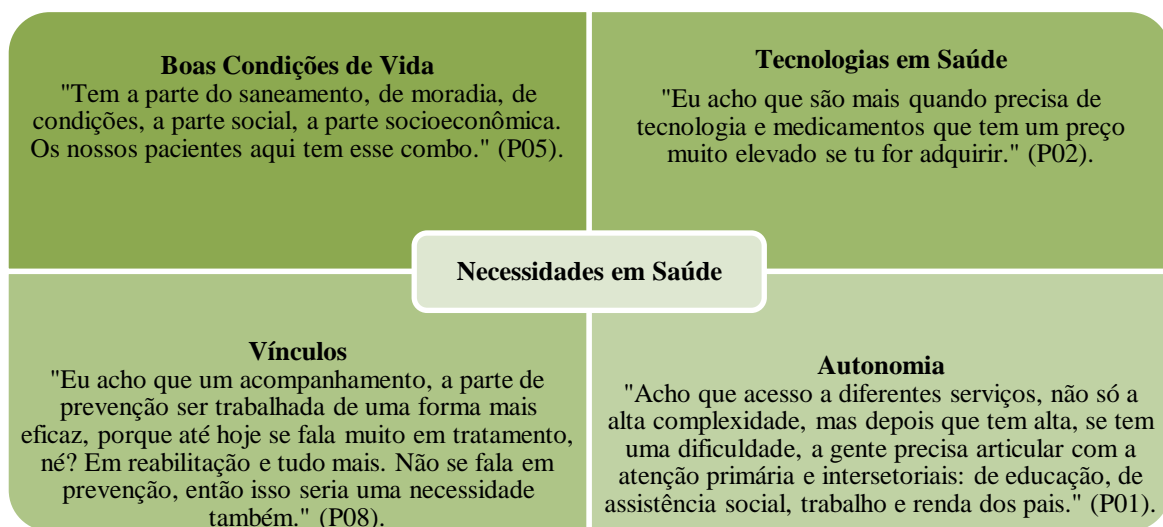 Boas Condições de Vida
"Tem a parte do saneamento, de moradia, de
condições, a parte social, a parte socioeconômica.
Os nossos pacientes aqui tem esse combo." (P05).
Tecnologias em Saúde
"Eu acho que são mais quando precisa de
tecnologia e medicamentos que tem um preço
muito elevado se tu for adquirir." (P02).
Necessidades em Saúde
Vínculos
"Eu acho que um acompanhamento, a parte de
prevenção ser trabalhada de uma forma mais
eficaz, porque até hoje se fala muito em tratamento,
né? Em reabilitação e tudo mais. Não se fala em
prevenção, então isso seria uma necessidade
também." (P08).
Autonomia
"Acho que acesso a diferentes serviços, não só a
alta complexidade, mas depois que tem alta, se tem
uma dificuldade, a gente precisa articular com a
atenção primária e intersetoriais: de educação, de
assistência social, trabalho e renda dos pais." (P01).